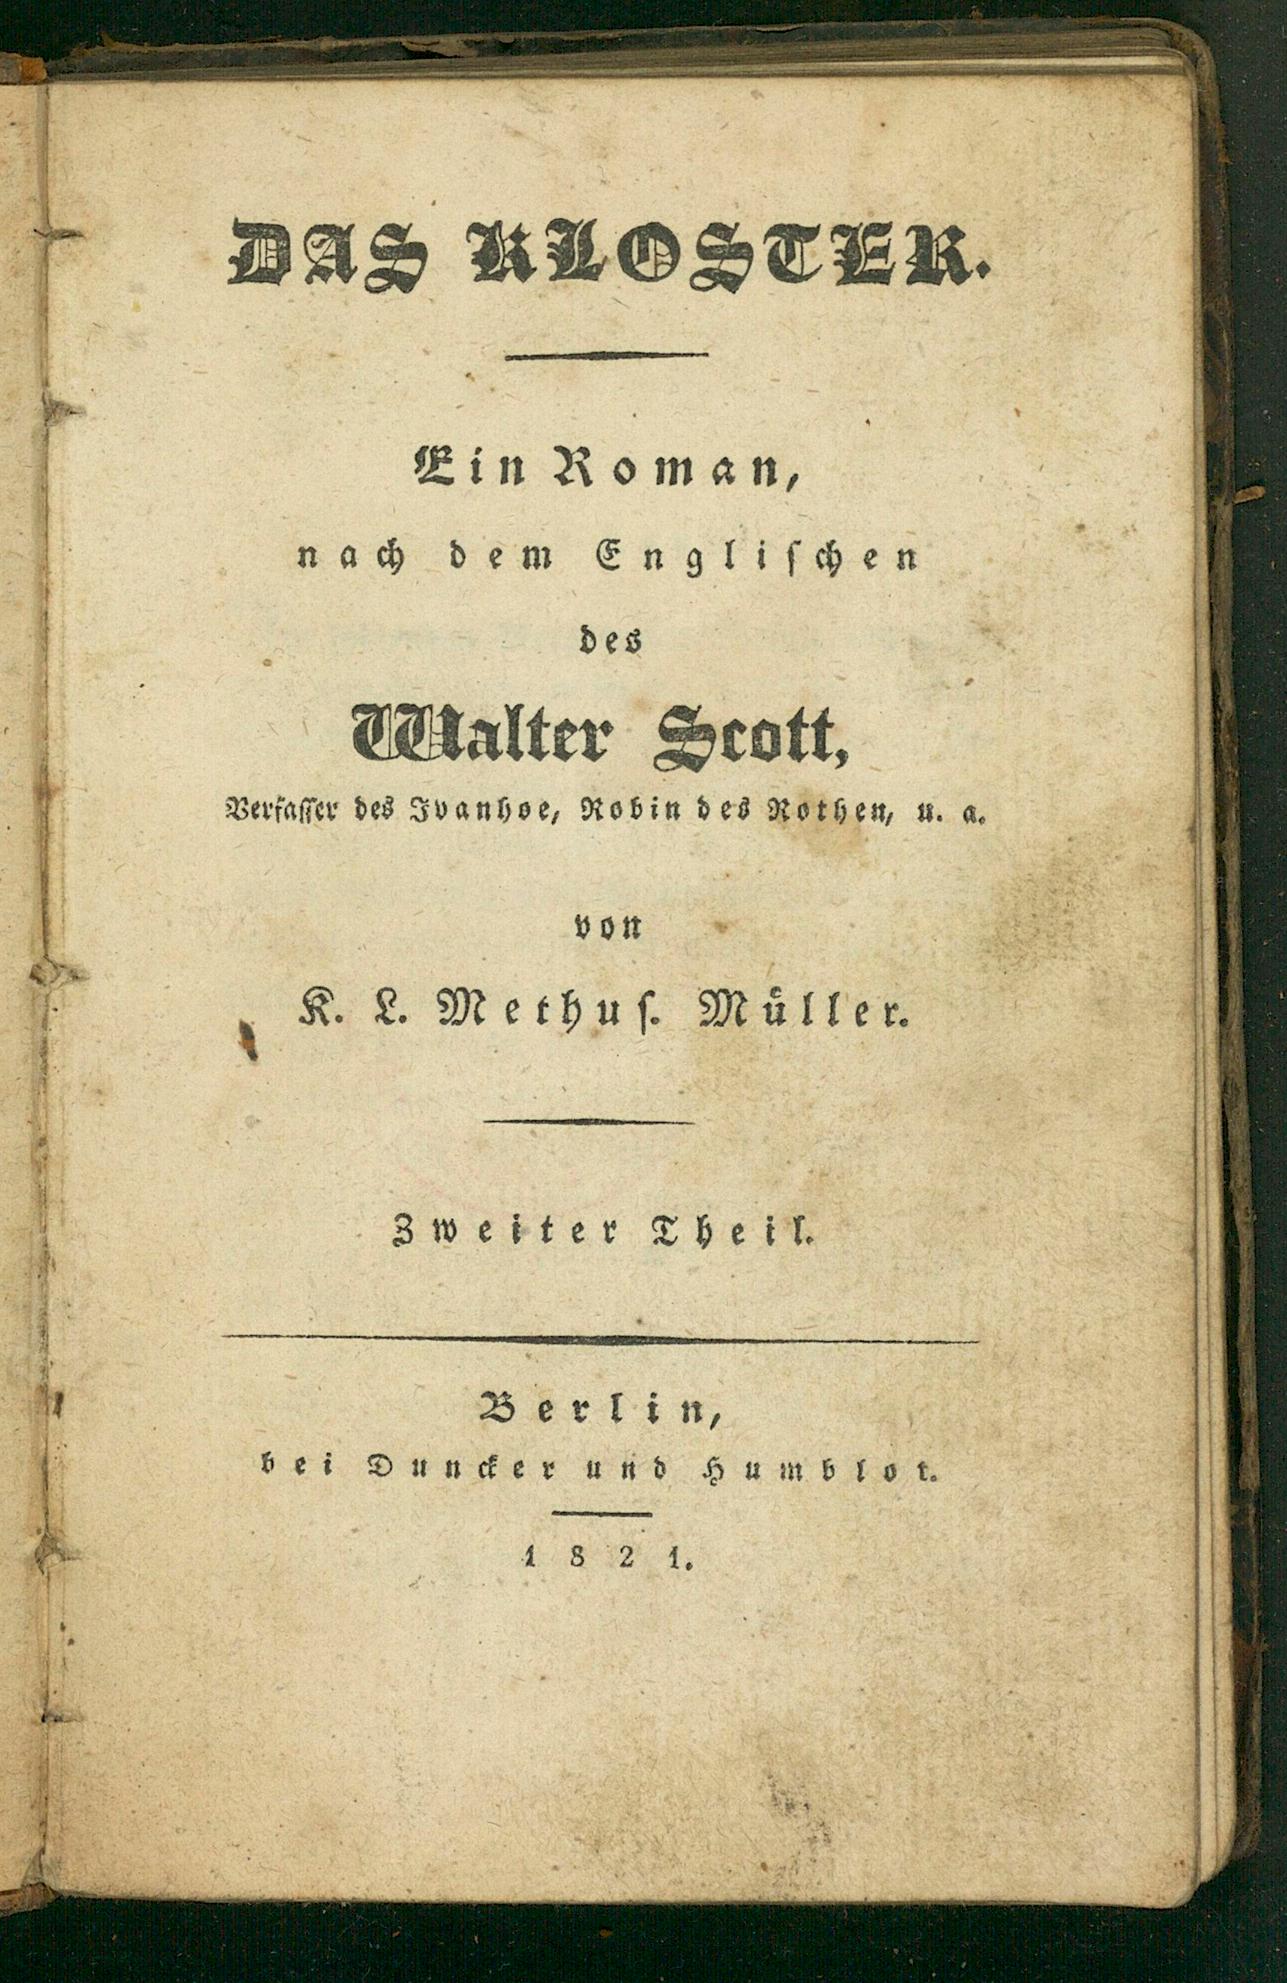 DAS KLOSTER.
Ein Roman,
nach dem Engliſchen
des
Walter Scott,
Verfaſſer des Ivanhoe, Robin des Rothen, u. a.
von
K. L. Methuſ. Müller.
Zweiter Theil.
Berlin,
bei Duncker und Humblot.
1821.